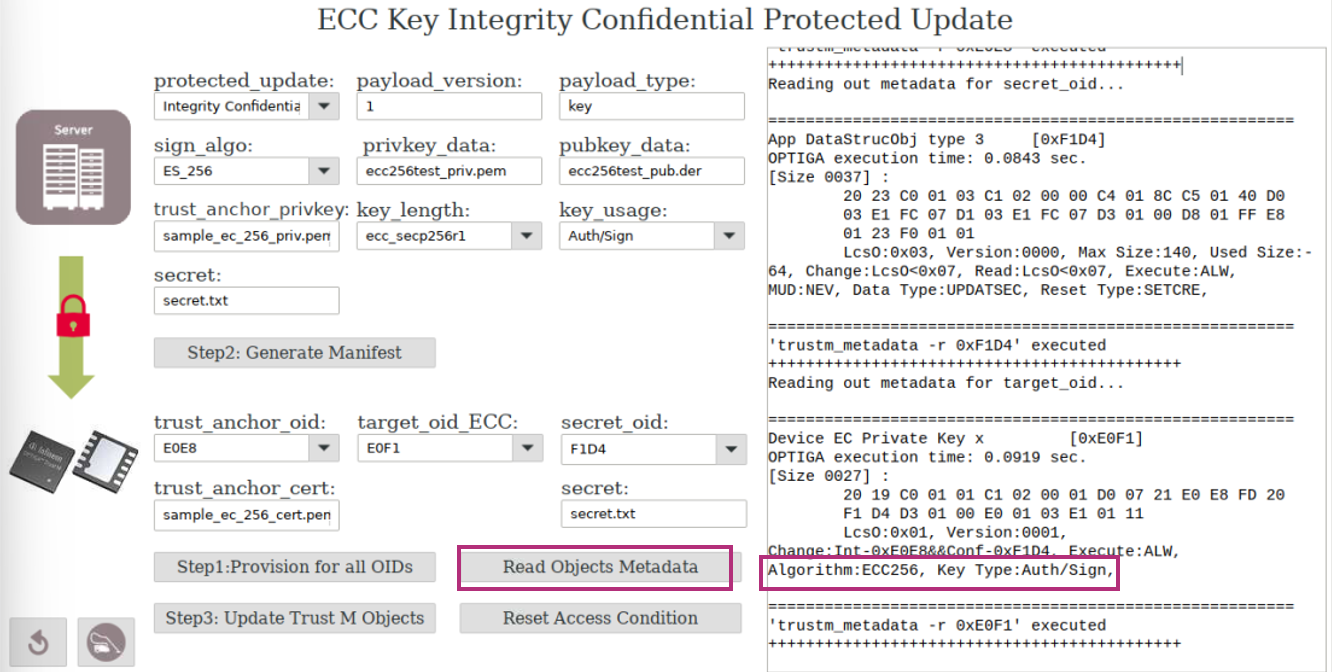 ECC Key Integrity Confidential Protected Update
Server
protected_update:
payload_version:
payload_type:
Integrity Confidentia
1
key
sign_algo:
privkey_data:
pubkey_data:
ES_256
ecc256test_priv.pem
ecc256test_pub.der
trust_anchor_privkey:
key_length:
key_usage:
sample_ec_256_priv.pem
ecc_secp256r1
Auth/Sign
secret:
secret.txt
Step2: Generate Manifest
trust_anchor_oid:
target_oid_ECC:
secret_oid:
E0E8
E0F1
F1D4
trust_anchor_cert:
secret:
sample_ec_256_cert.pem
secret.txt
Step1:Provision for all OIDs
Read Objects Metadata
Step3: Update Trust M Objects
Reset Access Condition
'trustm_metadata -r 0xE0E8' executed
+++++++++++++++++++++++++++++++++++++++++++++
Reading out metadata for secret_oid...
========================================================
App DataStrucObj type 3     [0xF1D4]
OPTIGA execution time: 0.0843 sec.
[Size 0037] :
20 23 C0 01 03 C1 02 00 00 C4 01 8C C5 01 40 D0
03 E1 FC 07 D1 03 E1 FC 07 D3 01 00 D8 01 FF E8
01 23 F0 01 01
LcsO:0x03, Version:0000, Max Size:140, Used Size:-
64, Change:LcsO<0x07, Read:LcsO<0x07, Execute:ALW,
MUD:NEV, Data Type:UPDATSEC, Reset Type:SETCRE,
========================================================
'trustm_metadata -r 0xF1D4' executed
+++++++++++++++++++++++++++++++++++++++++++++
Reading out metadata for target_oid...
========================================================
Device EC Private Key x         [0xE0F1]
OPTIGA execution time: 0.0919 sec.
[Size 0027] :
20 19 C0 01 01 C1 02 00 01 D0 07 21 E0 E8 FD 20
F1 D4 D3 01 00 E0 01 03 E1 01 11
LcsO:0x01, Version:0001,
Change:Int-0xE0E8&&Conf-0xF1D4, Execute:ALW,
Algorithm:ECC256, Key Type:Auth/Sign,
========================================================
'trustm_metadata -r 0xE0F1' executed
+++++++++++++++++++++++++++++++++++++++++++++